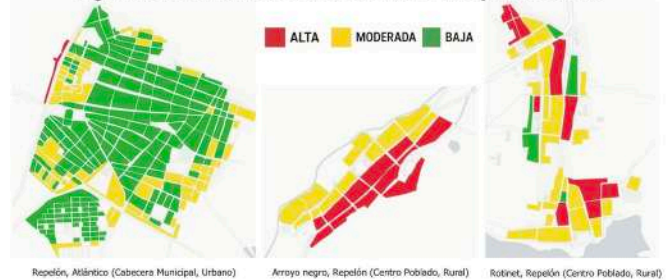 ALTA MODERADA BAJA
Repelón, Atlántico (Cabecera Municipal, Urbano)
Arroyo negro, Repelón (Centro Poblado, Rural)
Rotinet, Repelón (Centro Poblado, Rural)